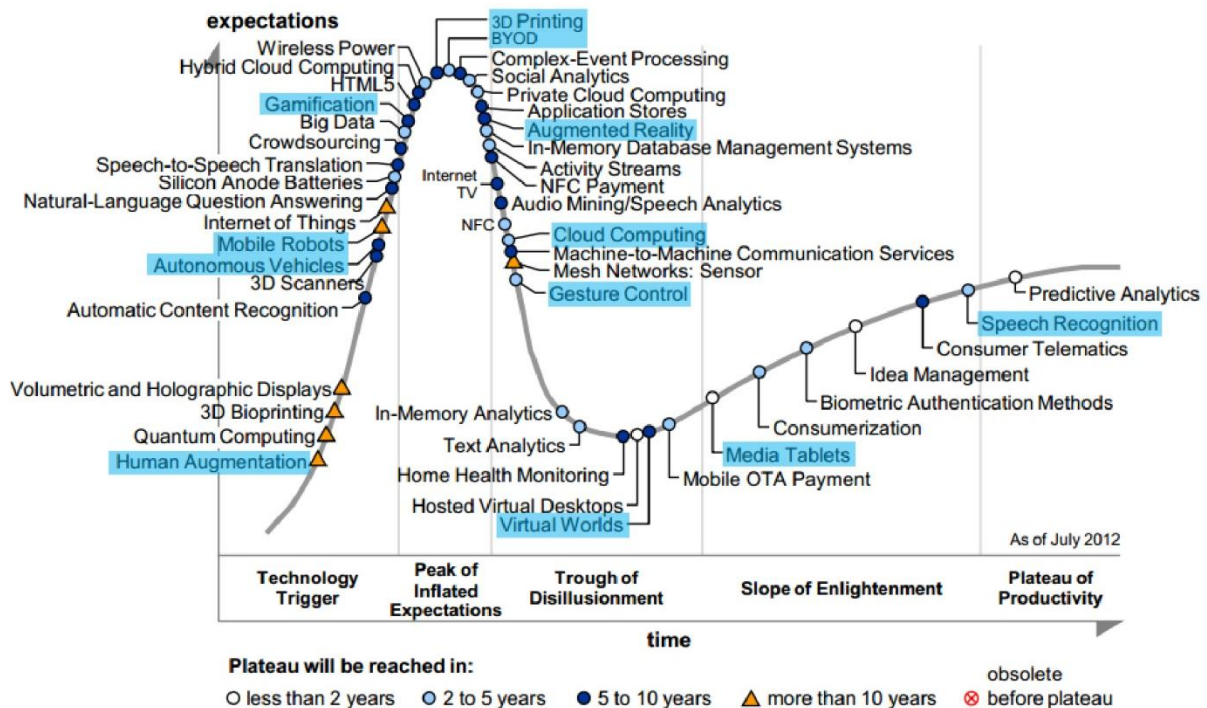 expectations
3D Printing
BYOD
Wireless Power
Complex-Event Processing
Hybrid Cloud Computing
Social Analytics
HTML5
Private Cloud Computing
Gamification
Application Stores
Big Data
Augmented Reality
Crowdsourcing
In-Memory Database Management Systems
Speech-to-Speech Translation
Activity Streams
Silicon Anode Batteries
Internet
TV
NFC Payment
Natural-Language Question Answering
Audio Mining/Speech Analytics
Internet of Things
NFC
Mobile Robots
Cloud Computing
Autonomous Vehicles
Machine-to-Machine Communication Services
3D Scanners
Mesh Networks: Sensor
Automatic Content Recognition
Gesture Control
Predictive Analytics
Speech Recognition
Consumer Telematics
Idea Management
Volumetric and Holographic Displays
Biometric Authentication Methods
3D Bioprinting
In-Memory Analytics
Consumerization
Quantum Computing
Text Analytics
Media Tablets
Human Augmentation
Home Health Monitoring
Mobile OTA Payment
Hosted Virtual Desktops
Virtual Worlds
As of July 2012
Technology
Trigger
Peak of
Inflated
Expectations
Trough of
Disillusionment
Slope of Enlightenment
Plateau of
Productivity
time
Plateau will be reached in:
less than 2 years
2 to 5 years
5 to 10 years
more than 10 years
obsolete
before plateau